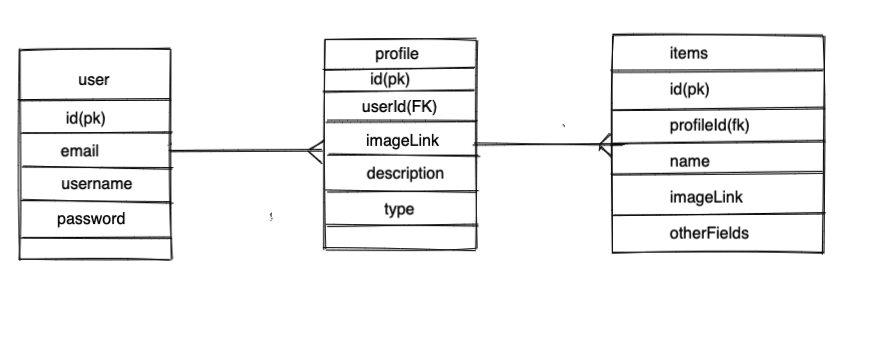 user
id(pk)
email
username
password
profile
id(pk)
userId(FK)
imageLink
description
type
items
id(pk)
profileId(fk)
name
imageLink
otherFields